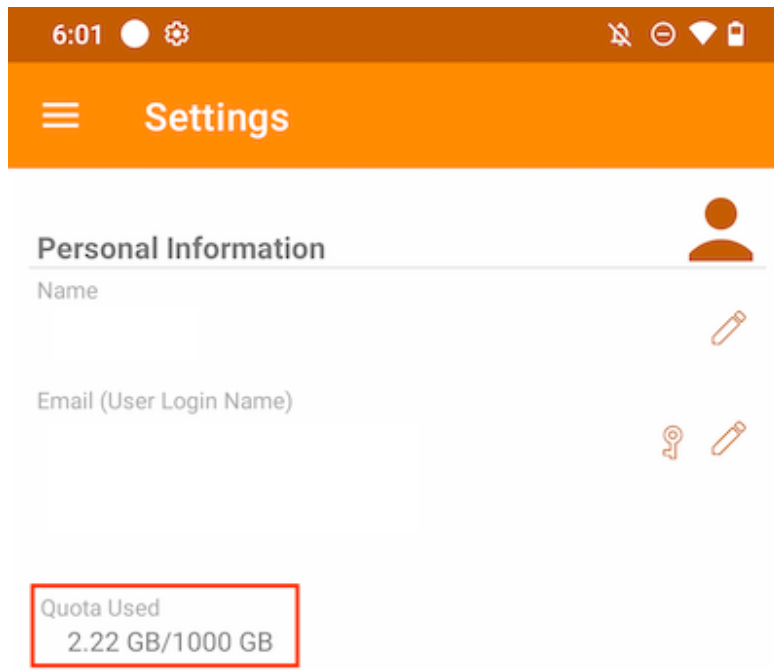 6:01
Settings
Personal Information
Name
Email (User Login Name)
Quota Used
2.22 GB/1000 GB